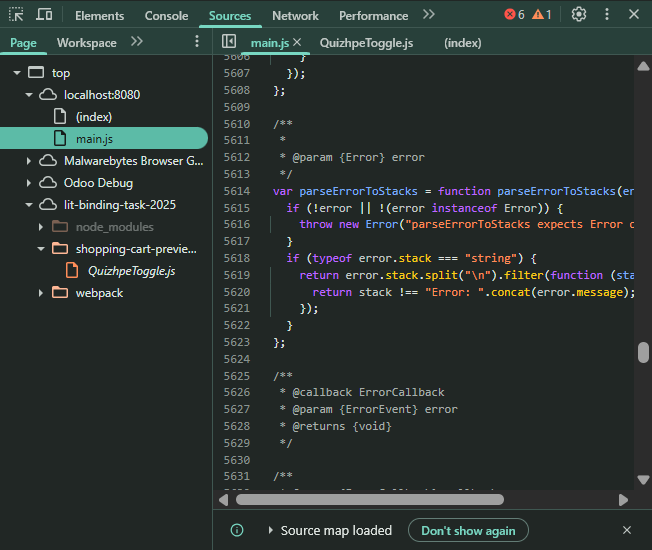 Elements Console Sources Network Performance 6 1
Page Workspace main.js QuizhpeToggle.js (index)
top
localhost:8080
(index)
main.js
Malwarebytes Browser G...
Odoo Debug
lit-binding-task-2025
node_modules
shopping-cart-previe...
QuizhpeToggle.js
webpack
5606 }
5607 });
5608 };
5609
5610 /**
5611 *
5612 * @param {Error} error
5613 */
5614 var parseErrorToStacks = function parseErrorToStacks(er
5615 if (!error || !(error instanceof Error)) {
5616 throw new Error("parseErrorToStacks expects Error o
5617 }
5618 if (typeof error.stack === "string") {
5619 return error.stack.split("\n").filter(function (sta
5620 return stack !== "Error: ".concat(error.message);
5621 });
5622 }
5623 };
5624
5625 /**
5626 * @callback ErrorCallback
5627 * @param {ErrorEvent} error
5628 * @returns {void}
5629 */
5630
5631 /**
Source map loaded Don't show again